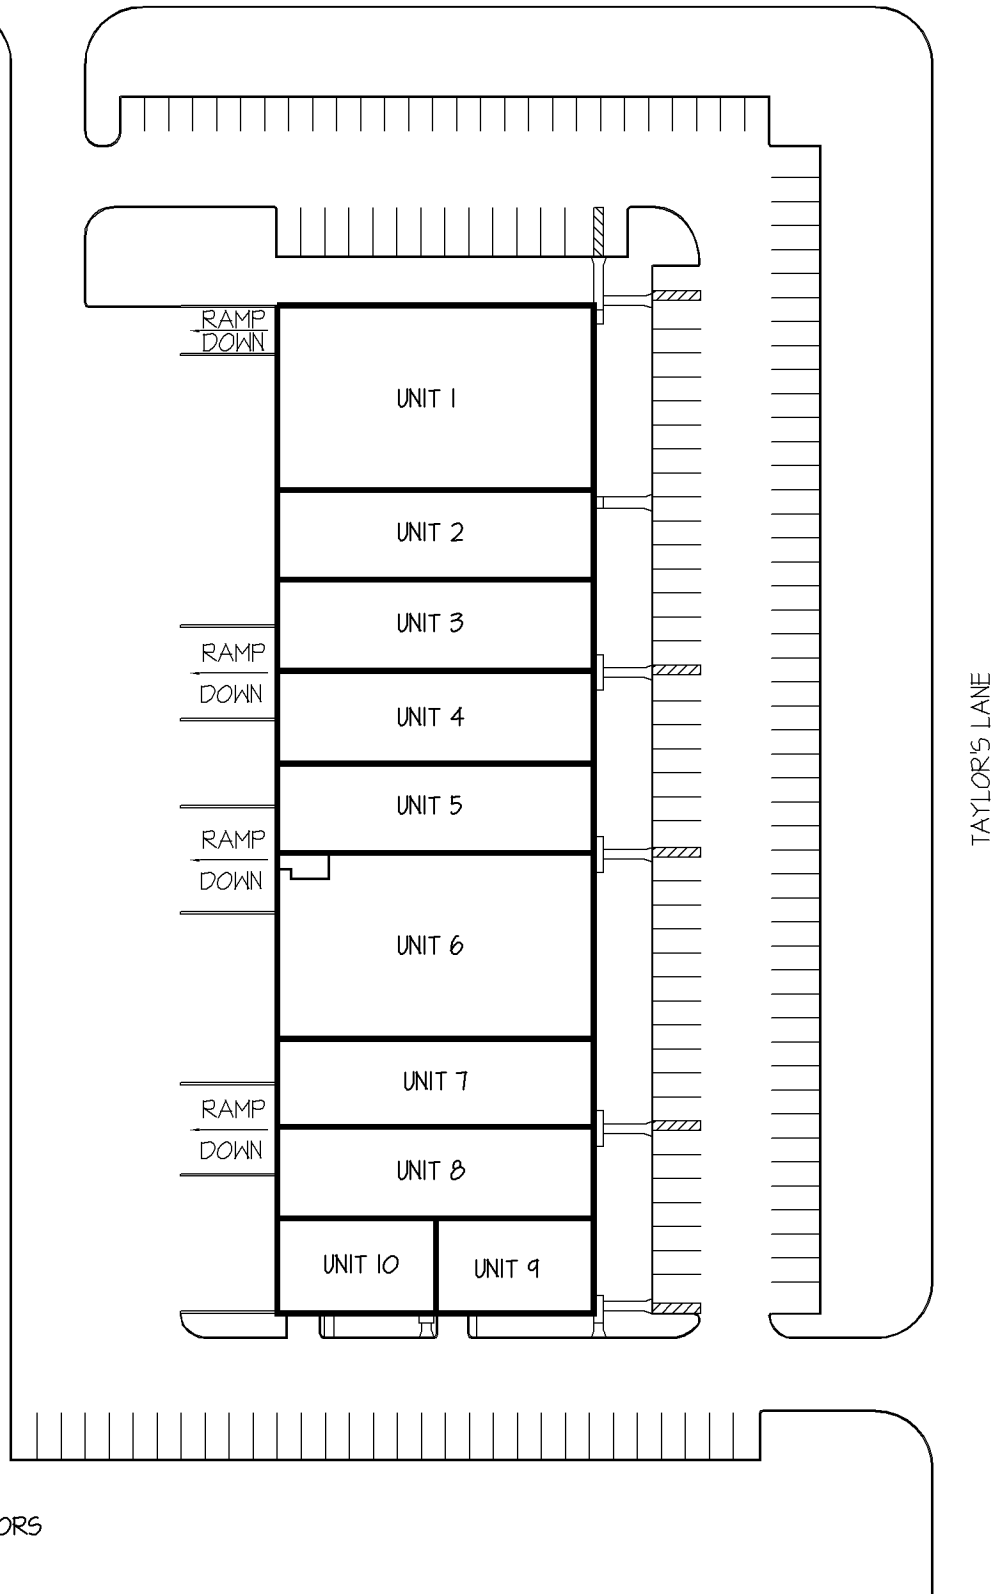 RAMP
DOWN
UNIT 1
UNIT 2
UNIT 3
RAMP
DOWN
UNIT 4
UNIT 5
RAMP
DOWN
UNIT 6
UNIT 7
RAMP
DOWN
UNIT 8
UNIT 10
UNIT 9
TAYLOR'S LANE
ORS